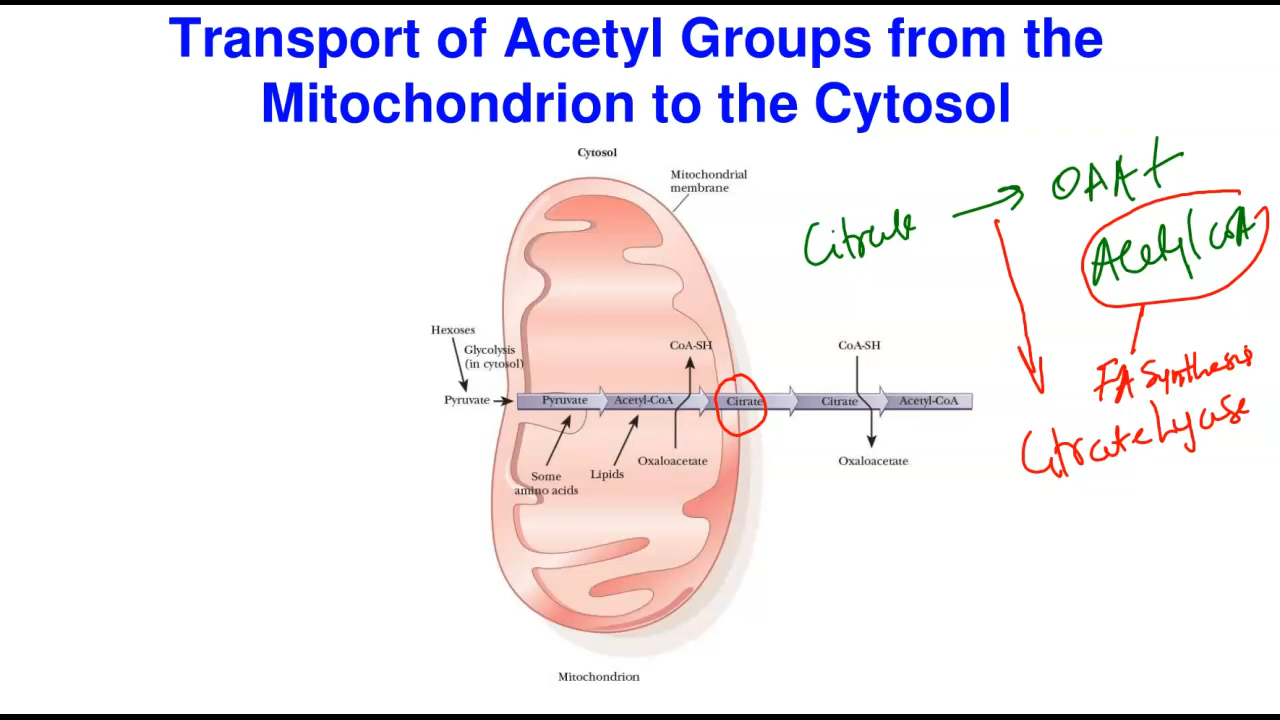 Transport of Acetyl Groups from the
Mitochondrion to the Cytosol
Cytosol
Mitochondrial
membrane
Citrate → OAA +
Acetyl CoA
Hexoses
Glycolysis
(in cytosol)
CoA-SH
CoA-SH
FA Synthesis
Pyruvate
Pyruvate
Acetyl-CoA
Citrate
Citrate
Acetyl-CoA
Citrate Lyase
Some
amino acids
Lipids
Oxaloacetate
Oxaloacetate
Mitochondrion